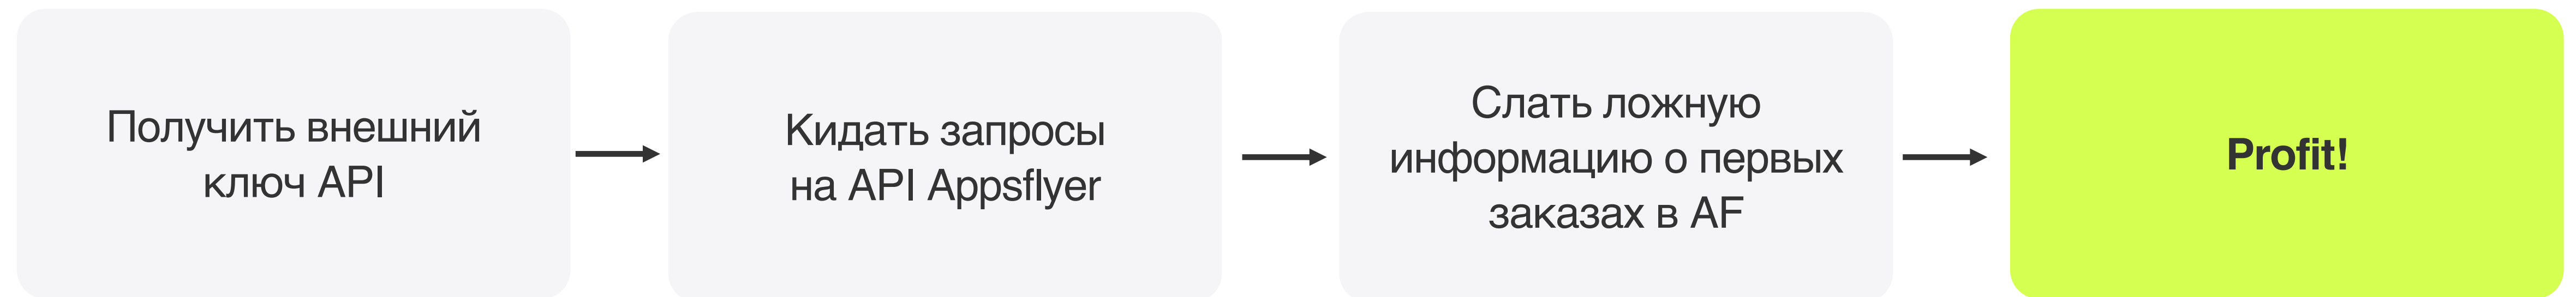 Получить внешний
ключ API
Кидать запросы
на API Appsflyer
Слать ложную
информацию о первых
заказах в AF
Profit!